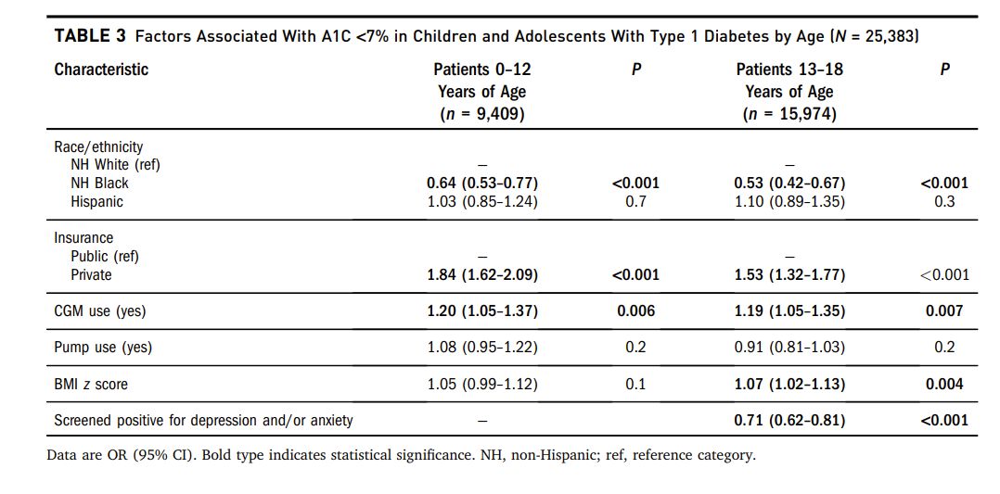 TABLE 3 Factors Associated With A1C <7% in Children and Adolescents With Type 1 Diabetes by Age (N = 25,383)
Characteristic Patients 0–12 Years of Age (n = 9,409) P Patients 13–18 Years of Age (n = 15,974) P
Race/ethnicity
NH White (ref) – –
NH Black 0.64 (0.53–0.77) <0.001 0.53 (0.42–0.67) <0.001
Hispanic 1.03 (0.85–1.24) 0.7 1.10 (0.89–1.35) 0.3
Insurance
Public (ref) – –
Private 1.84 (1.62–2.09) <0.001 1.53 (1.32–1.77) <0.001
CGM use (yes) 1.20 (1.05–1.37) 0.006 1.19 (1.05–1.35) 0.007
Pump use (yes) 1.08 (0.95–1.22) 0.2 0.91 (0.81–1.03) 0.2
BMI z score 1.05 (0.99–1.12) 0.1 1.07 (1.02–1.13) 0.004
Screened positive for depression and/or anxiety – 0.71 (0.62–0.81) <0.001
Data are OR (95% CI). Bold type indicates statistical significance. NH, non-Hispanic; ref, reference category.